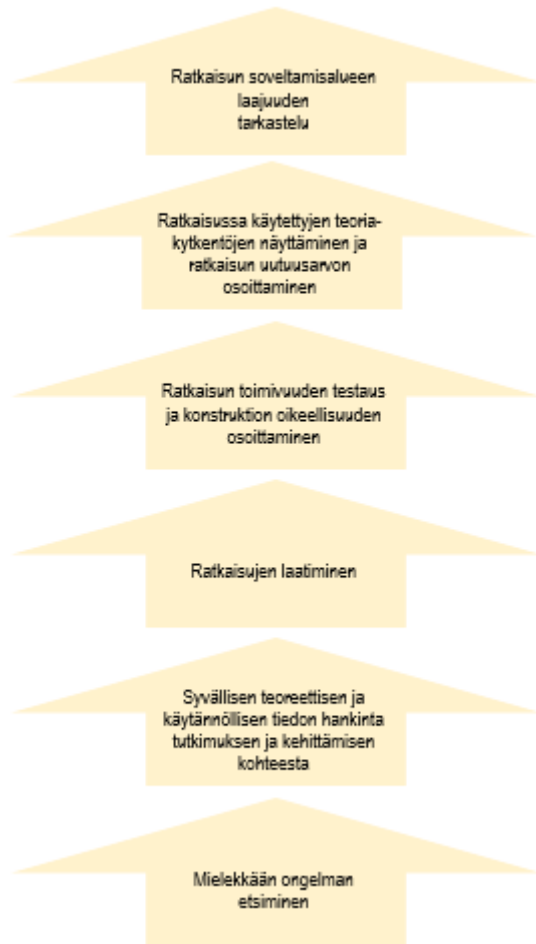 Ratkaisun soveltamisalueen
laajuuden
tarkastelu
Ratkaisussa käytettyjen teoria-
kytkentöjen näyttäminen ja
ratkaisun uutuusarvon
osoittaminen
Ratkaisun toimivuuden testaus
ja konstruktion oikeellisuuden
osoittaminen
Ratkaisujen laatiminen
Syvällisen teoreettisen ja
käytännöllisen tiedon hankinta
tutkimuksen ja kehittämisen
kohteesta
Mielekkään ongelman
etsiminen